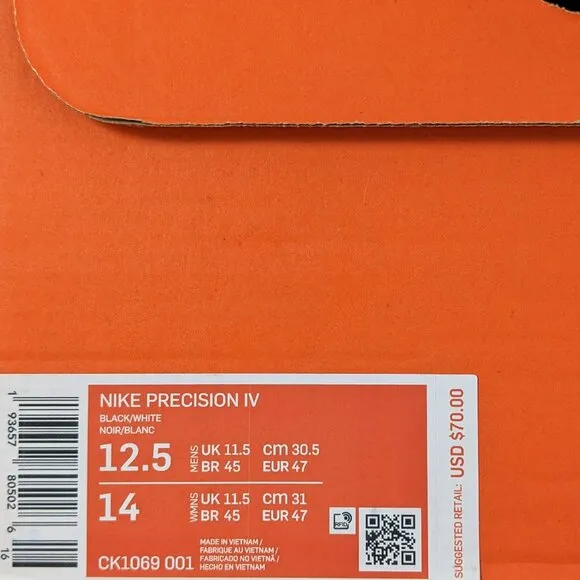 NIKE PRECISION IV
BLACK/WHITE
NOIR/BLANC
12.5 MENS UK 11.5 cm 30.5
BR 45 EUR 47
14 WMNS UK 11.5 cm 31
BR 45 EUR 47
RFID
MADE IN VIETNAM /
FABRIQUE AU VIETNAM /
FABRICADO NO VIETNÃ /
HECHO EN VIETNAM
CK1069 001
1 93657 80502 6
16
SUGGESTED RETAIL: USD $70.00